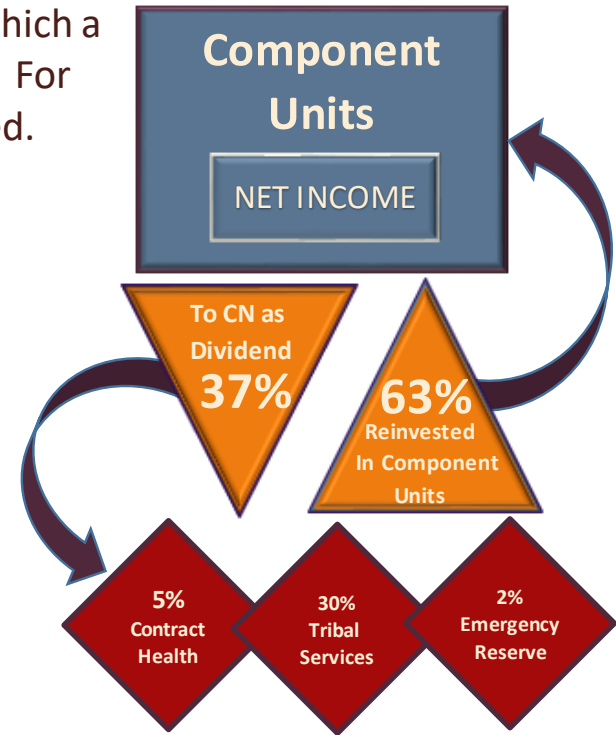 hich a
For
ed.
Component
Units
NET INCOME
To CN as
Dividend
37%
63%
Reinvested
In Component
Units
5%
Contract
Health
30%
Tribal
Services
2%
Emergency
Reserve